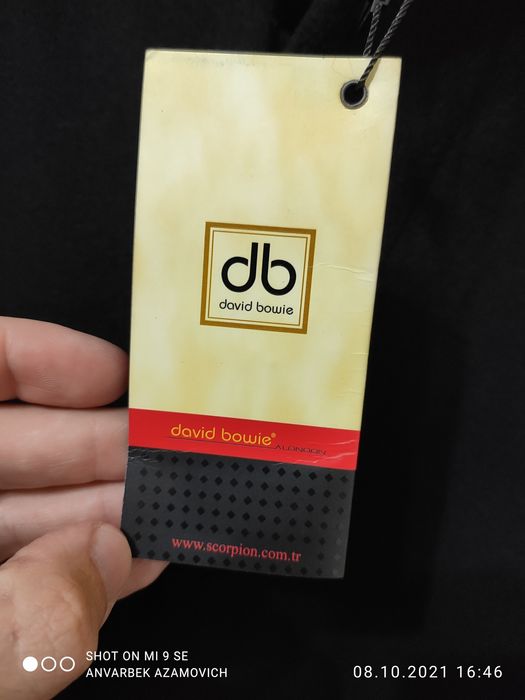 db
david bowie
david bowie®
www.scorpion.com.tr
SHOT ON MI 9 SE
ANVARBEK AZAMOVICH
08.10.2021 16:46